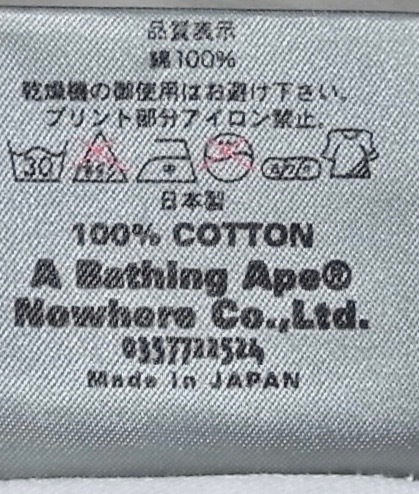 品質表示
綿100%
乾燥機の御使用はお避け下さい。
プリント部分アイロン禁止。
30 中
日本製
100% COTTON
A Bathing Ape®
Nowhere Co.,Ltd.
0357722524
Made in JAPAN